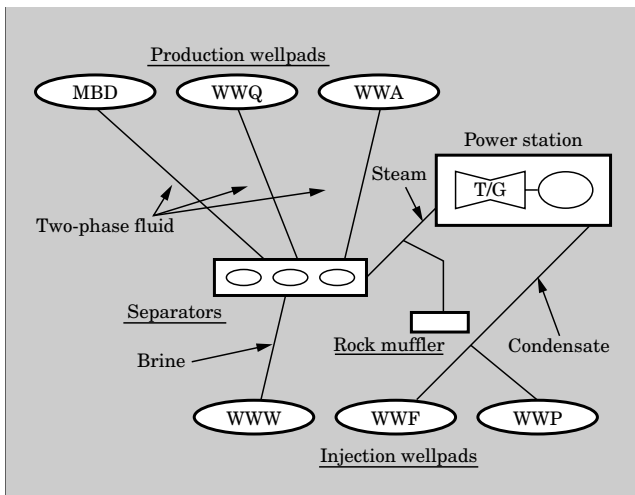 Production wellpads
MBD
WWQ
WWA
Power station
T/G
Steam
Two-phase fluid
Separators
Rock muffler
Brine
Condensate
WWW
WWF
WWP
Injection wellpads